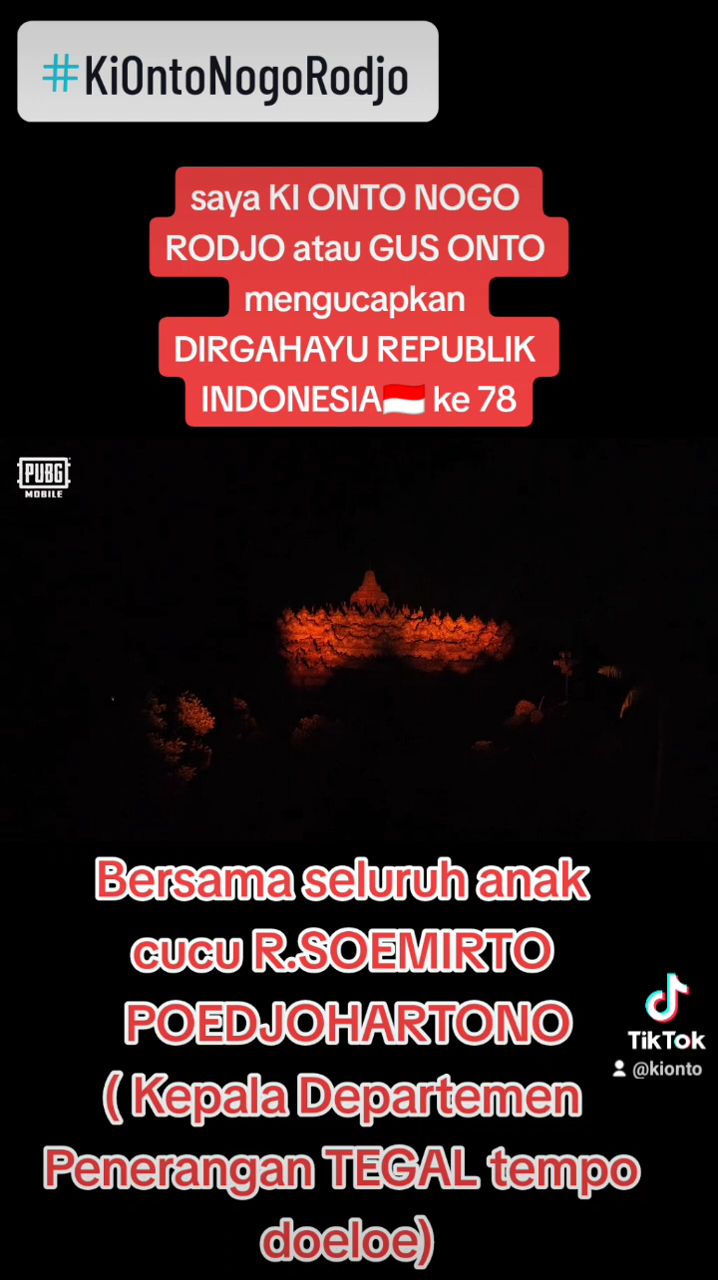 #KiOntoNogoRodjo
saya KI ONTO NOGO
RODJO atau GUS ONTO
mengucapkan
DIRGAHAYU REPUBLIK
INDONESIA🇮🇩 ke 78
PUBG
MOBILE
Bersama seluruh anak
cucu R.SOEMIRTO
POEDJOHARTONO
( Kepala Departemen
Penerangan TEGAL tempo
doeloe)
TikTok
@kionto